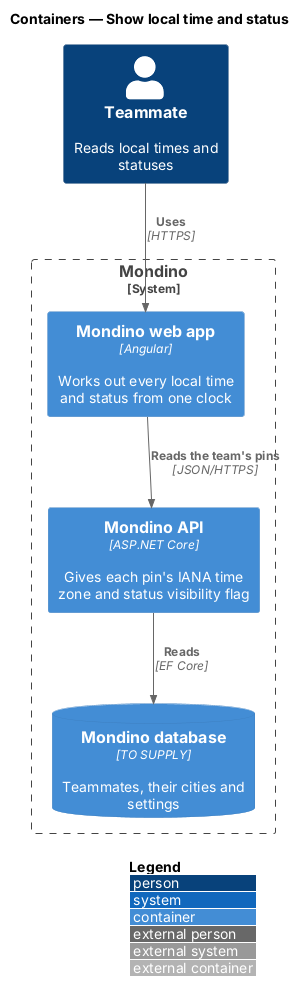 Containers — Show local time and status
Teammate
Reads local times and
statuses
Uses
[HTTPS]
Mondino
[System]
Mondino web app
[Angular]
Works out every local time
and status from one clock
Reads the team's pins
[JSON/HTTPS]
Mondino API
[ASP.NET Core]
Gives each pin's IANA time
zone and status visibility flag
Reads
[EF Core]
Mondino database
[TO SUPPLY]
Teammates, their cities and
settings
Legend
person
system
container
external person
external system
external container